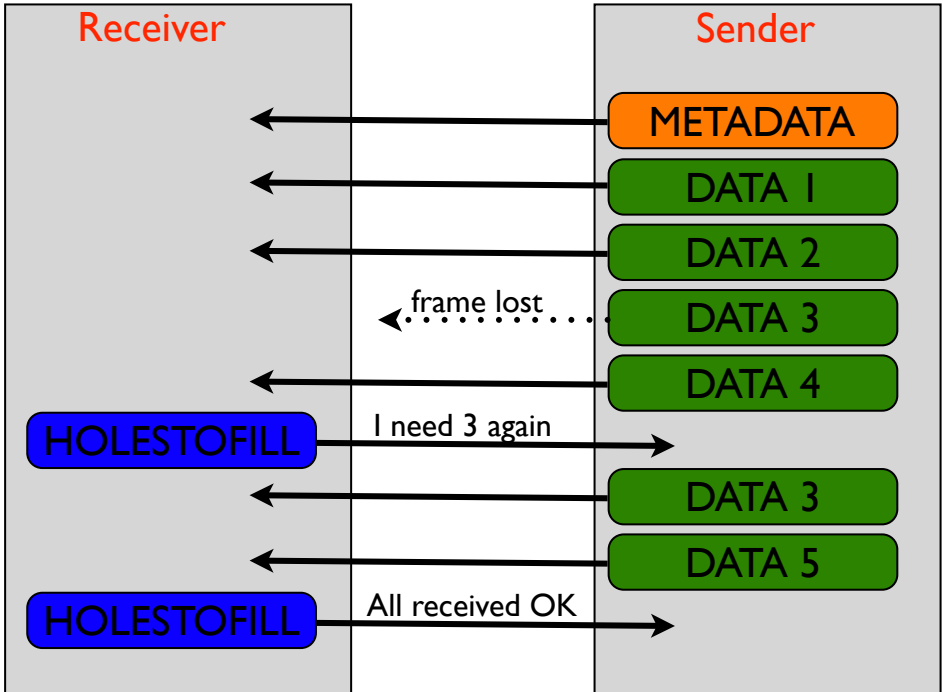 Receiver
Sender
METADATA
DATA 1
DATA 2
frame lost
DATA 3
DATA 4
HOLESTOFILL
I need 3 again
DATA 3
DATA 5
HOLESTOFILL
All received OK